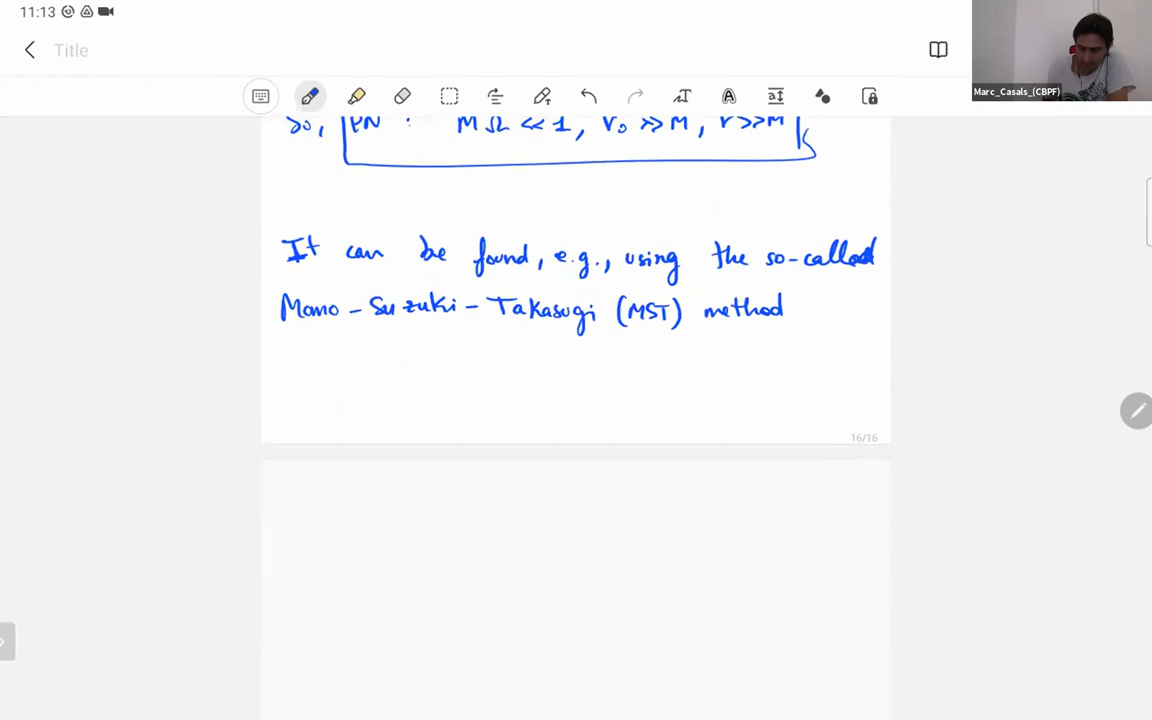 11:13
Title
Marc_Casals_(CBPF)
So, PN : MΩ << 1, r₀ >> M, r >> M
It can be found, e.g., using the so-called
Mano - Suzuki - Takasugi (MST) method
16/16